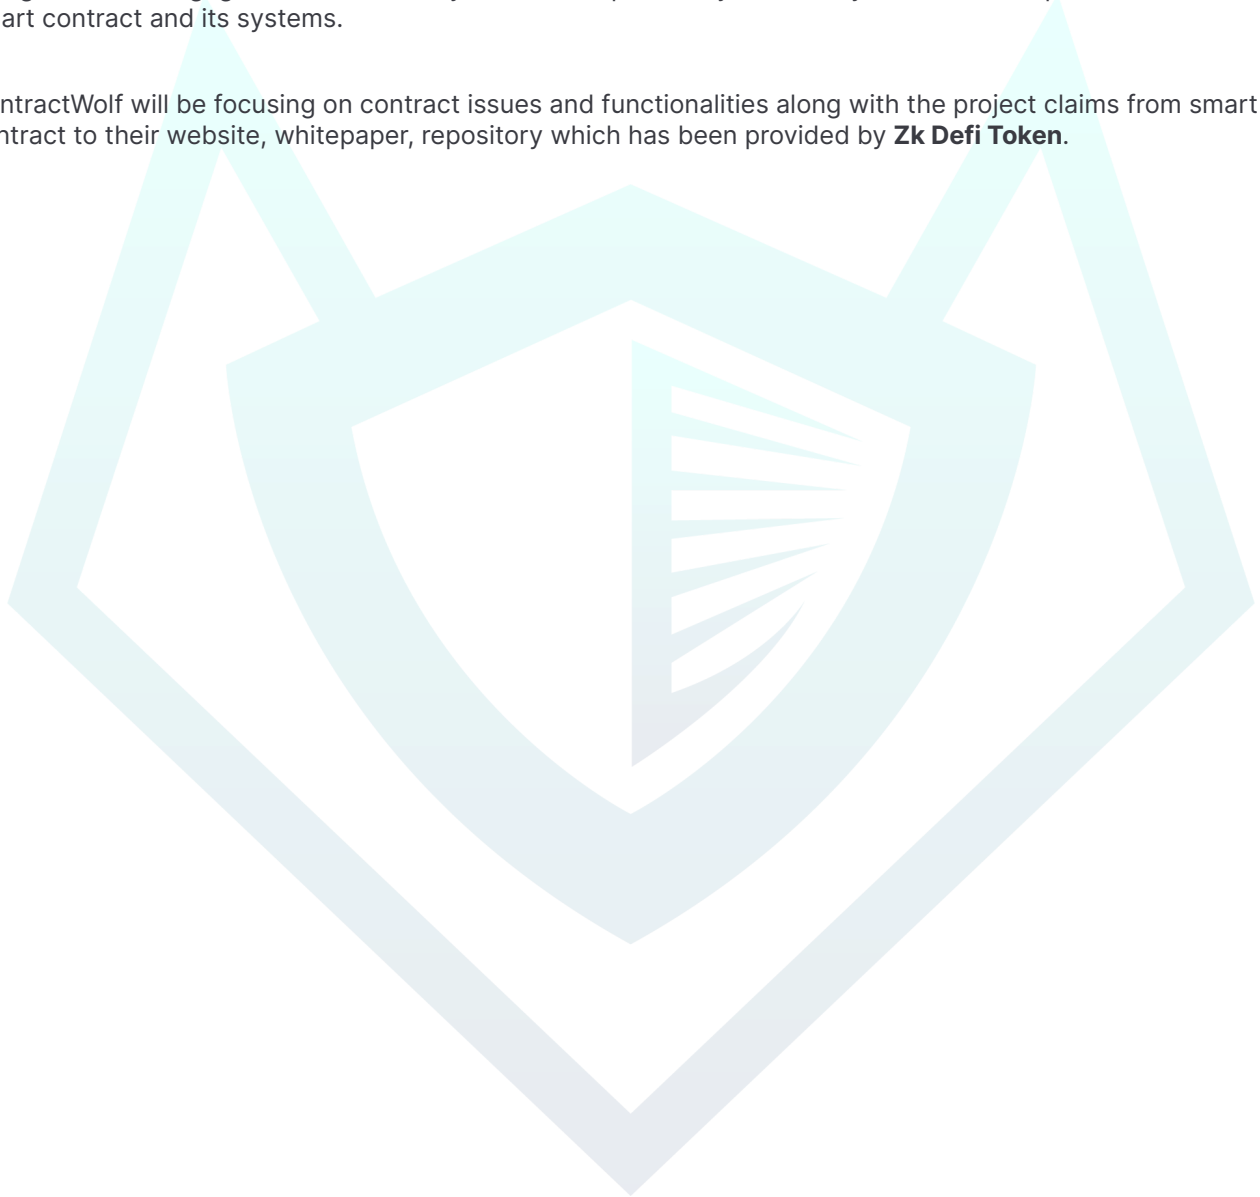 art contract and its systems.
ntractWolf will be focusing on contract issues and functionalities along with the project claims from smart
ntract to their website, whitepaper, repository which has been provided by Zk Defi Token.